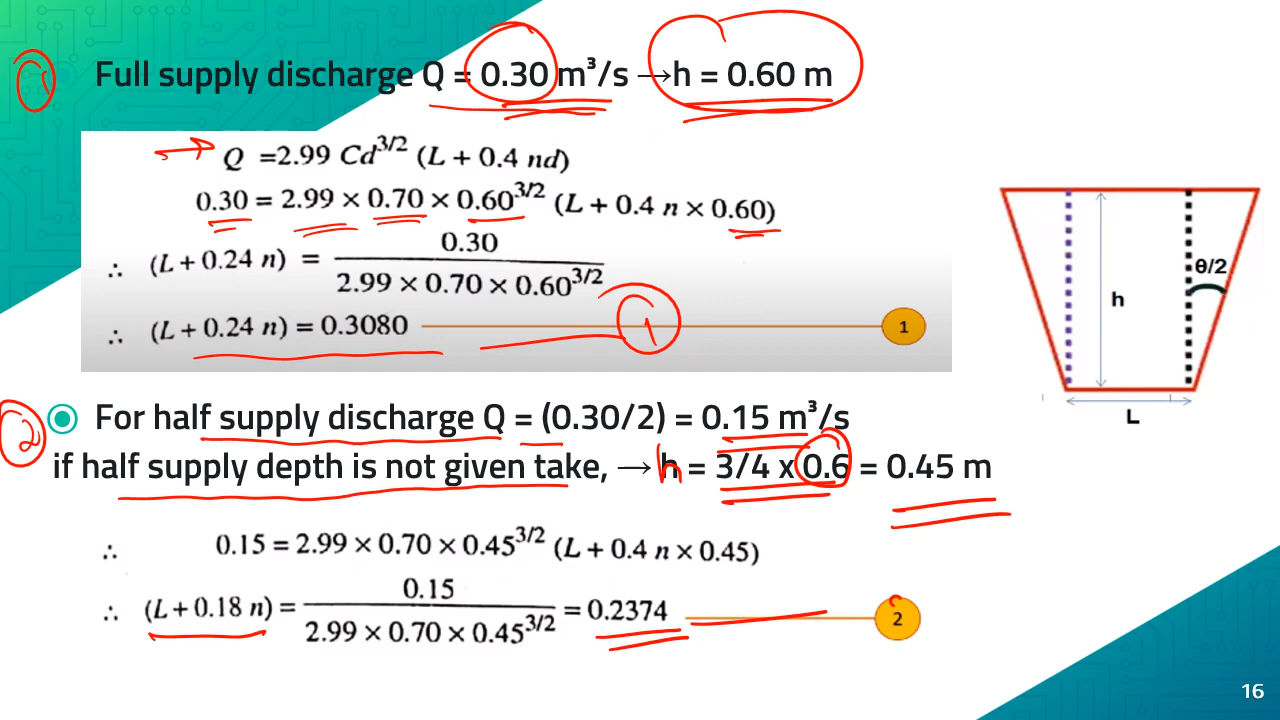 1
Full supply discharge Q = 0.30 m³/s → h = 0.60 m
Q = 2.99 Cd^3/2 (L + 0.4 nd)
0.30 = 2.99 × 0.70 × 0.60^3/2 (L + 0.4 n × 0.60)
∴ (L + 0.24 n) = 0.30 / 2.99 × 0.70 × 0.60^3/2
∴ (L + 0.24 n) = 0.3080 1 1
θ/2
h
L
2
For half supply discharge Q = (0.30/2) = 0.15 m³/s
if half supply depth is not given take, → h = 3/4 x 0.6 = 0.45 m
∴ 0.15 = 2.99 × 0.70 × 0.45^3/2 (L + 0.4 n × 0.45)
∴ (L + 0.18 n) = 0.15 / 2.99 × 0.70 × 0.45^3/2 = 0.2374 2
16